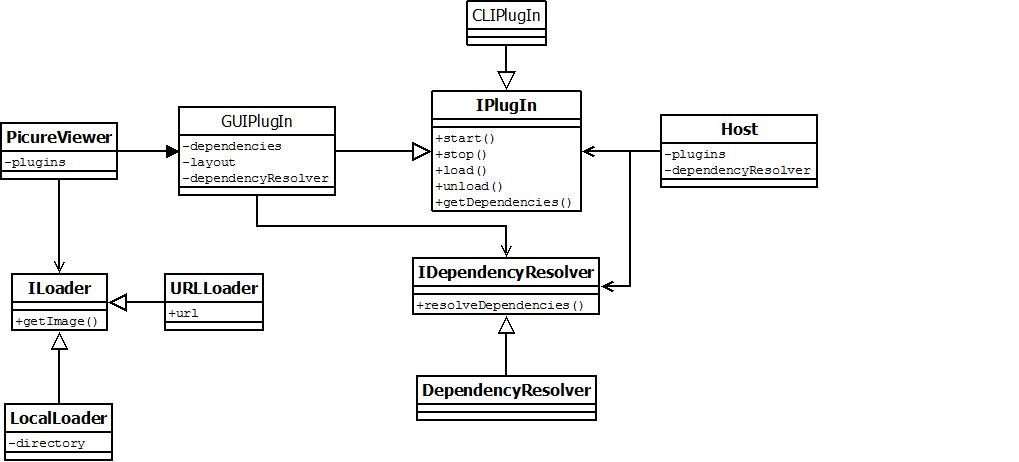 CLIPlugIn
IPlugIn
+start()
+stop()
+load()
+unload()
+getDependencies()
GUIPlugIn
-dependencies
-layout
-dependencyResolver
PicureViewer
-plugins
Host
-plugins
-dependencyResolver
ILoader
+getImage()
URLLoader
+url
IDependencyResolver
+resolveDependencies()
DependencyResolver
LocalLoader
-directory